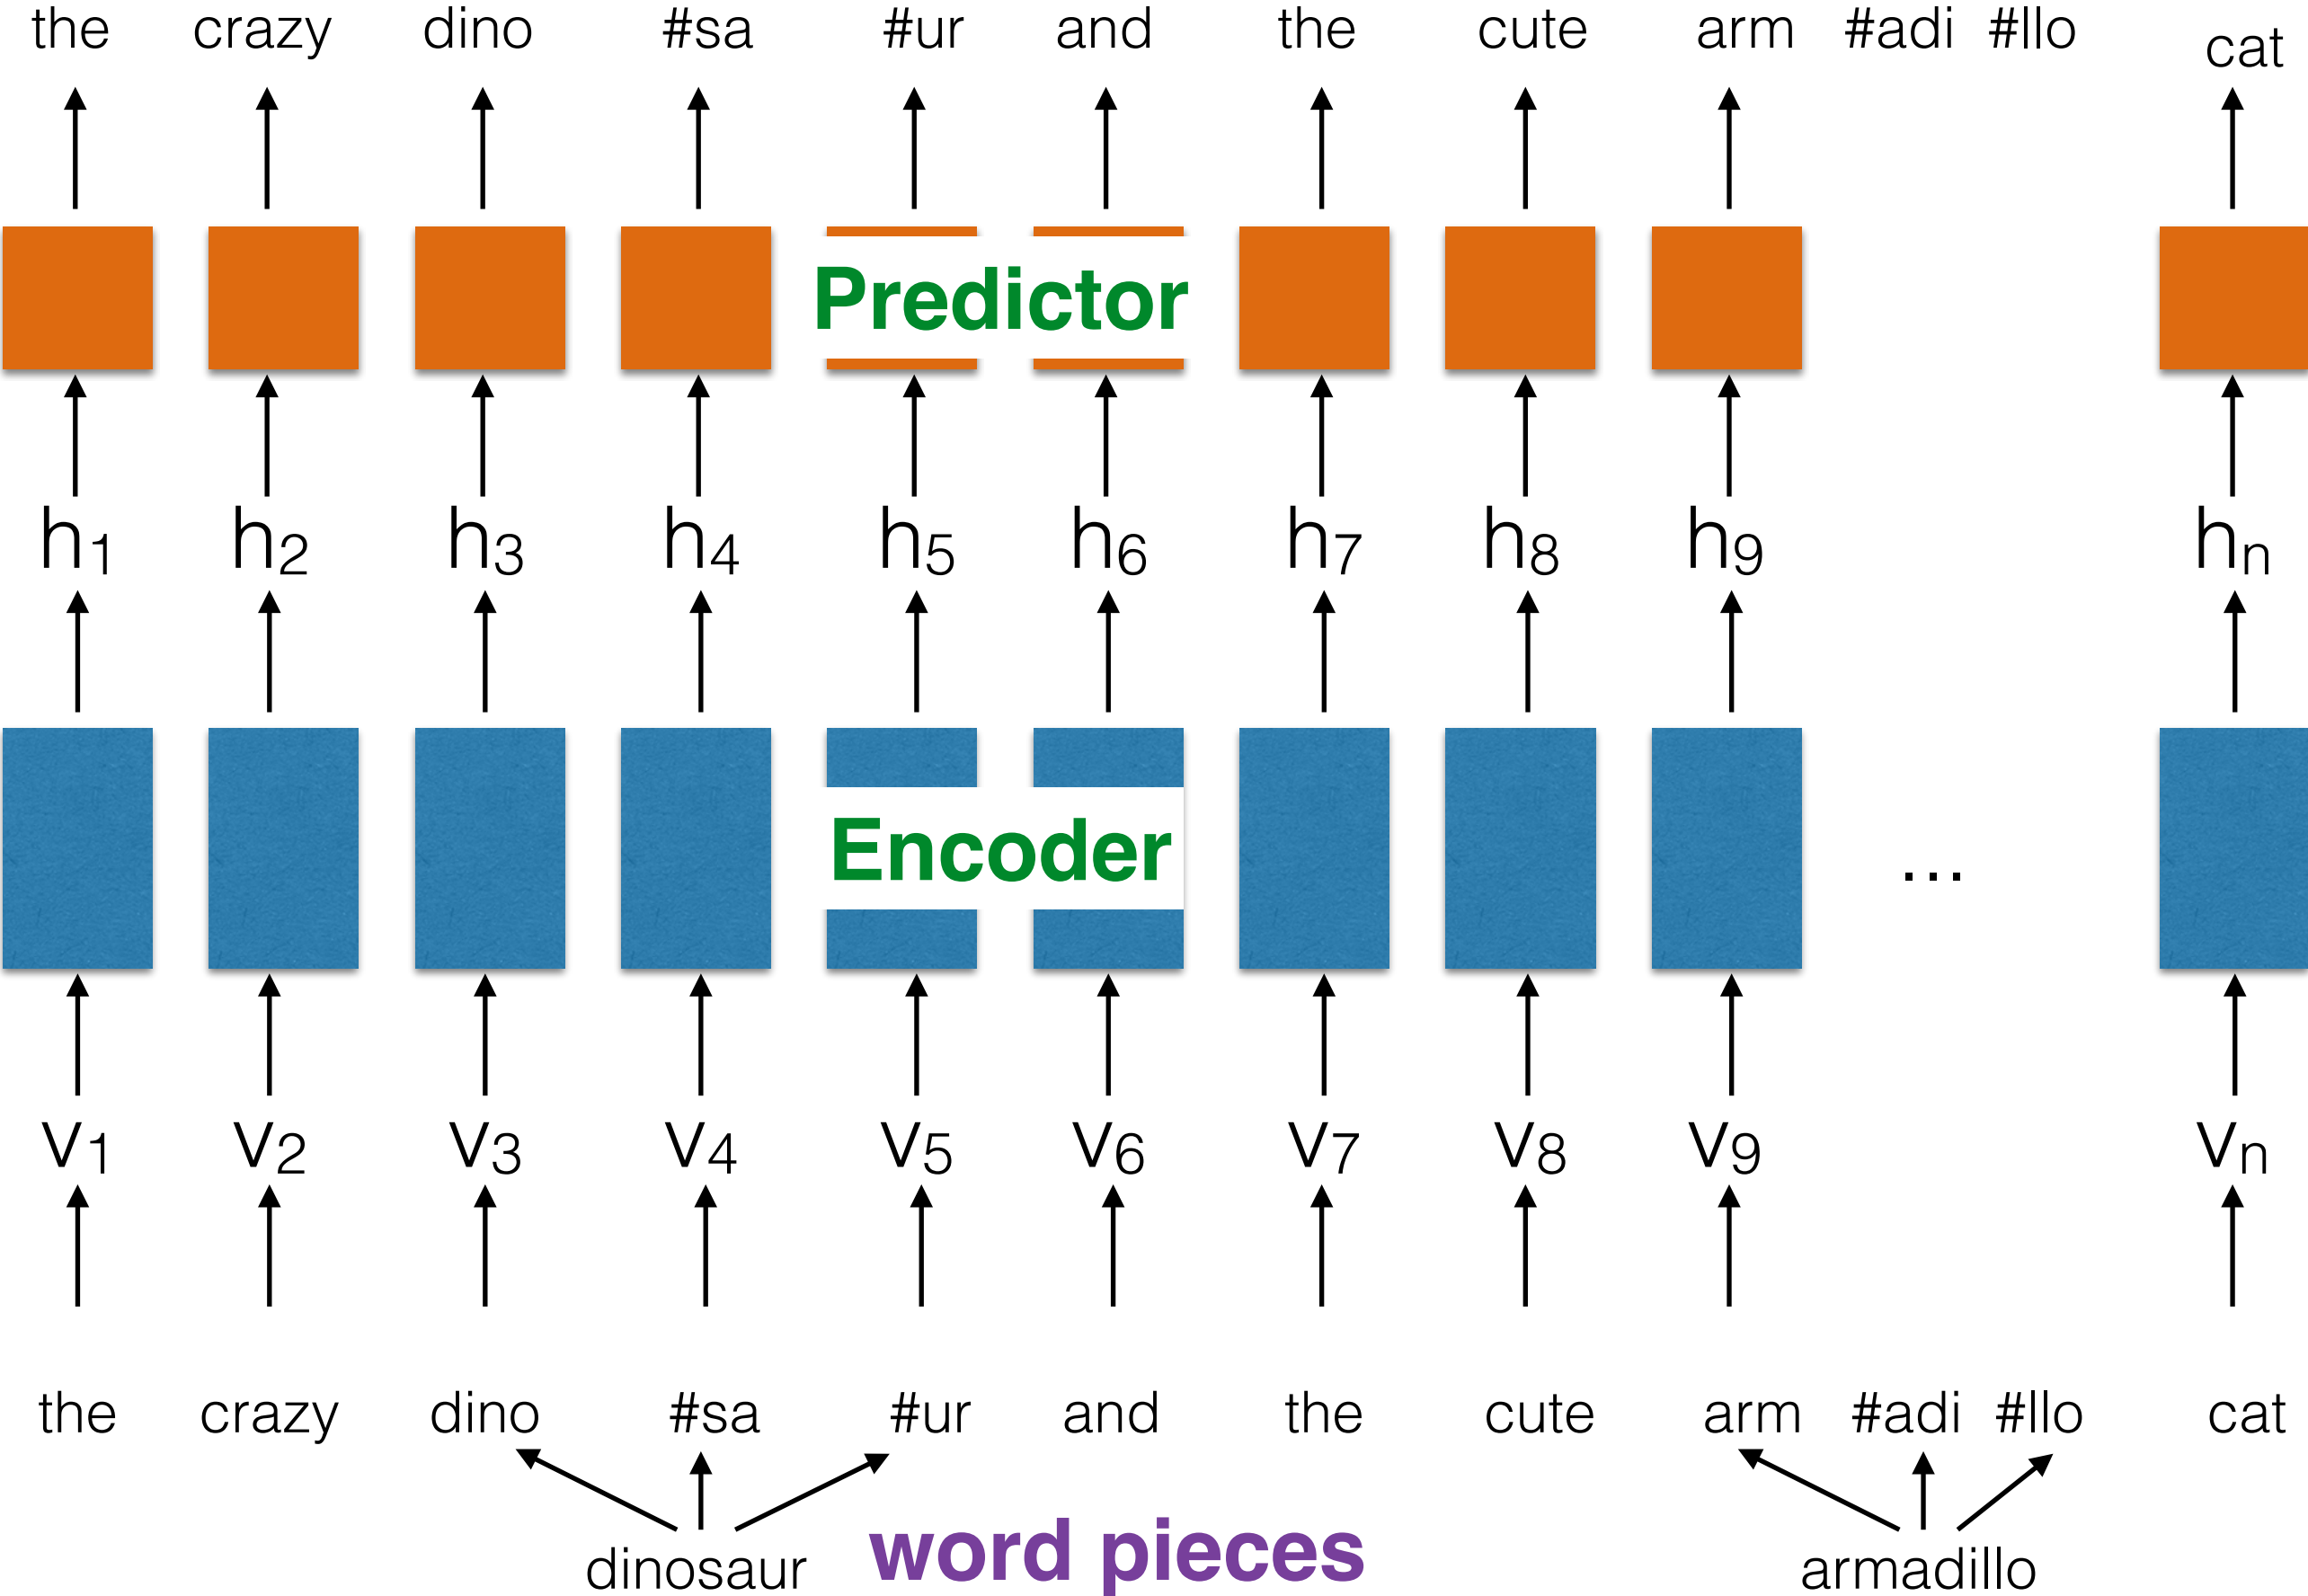 the crazy dino #sa #ur and the cute arm #adi #llo cat
Predictor
h1 h2 h3 h4 h5 h6 h7 h8 h9 hn
Encoder
...
v1 v2 v3 v4 v5 v6 v7 v8 v9 vn
the crazy dino #sa #ur and the cute arm #adi #llo cat
dinosaur word pieces armadillo